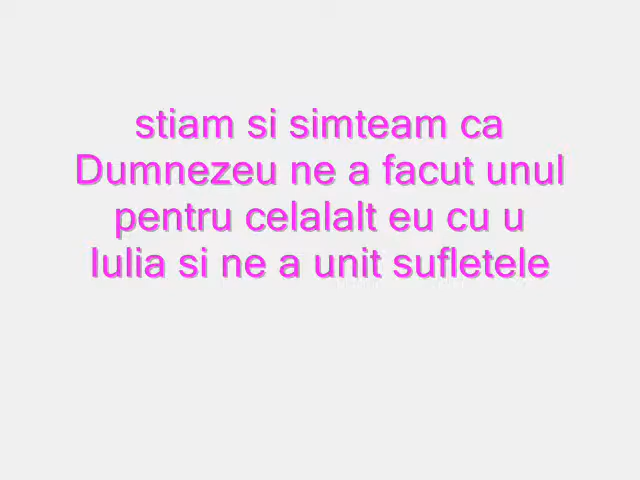 stiam si simteam ca
Dumnezeu ne a facut unul
pentru celalalt eu cu u
Iulia si ne a unit sufletele